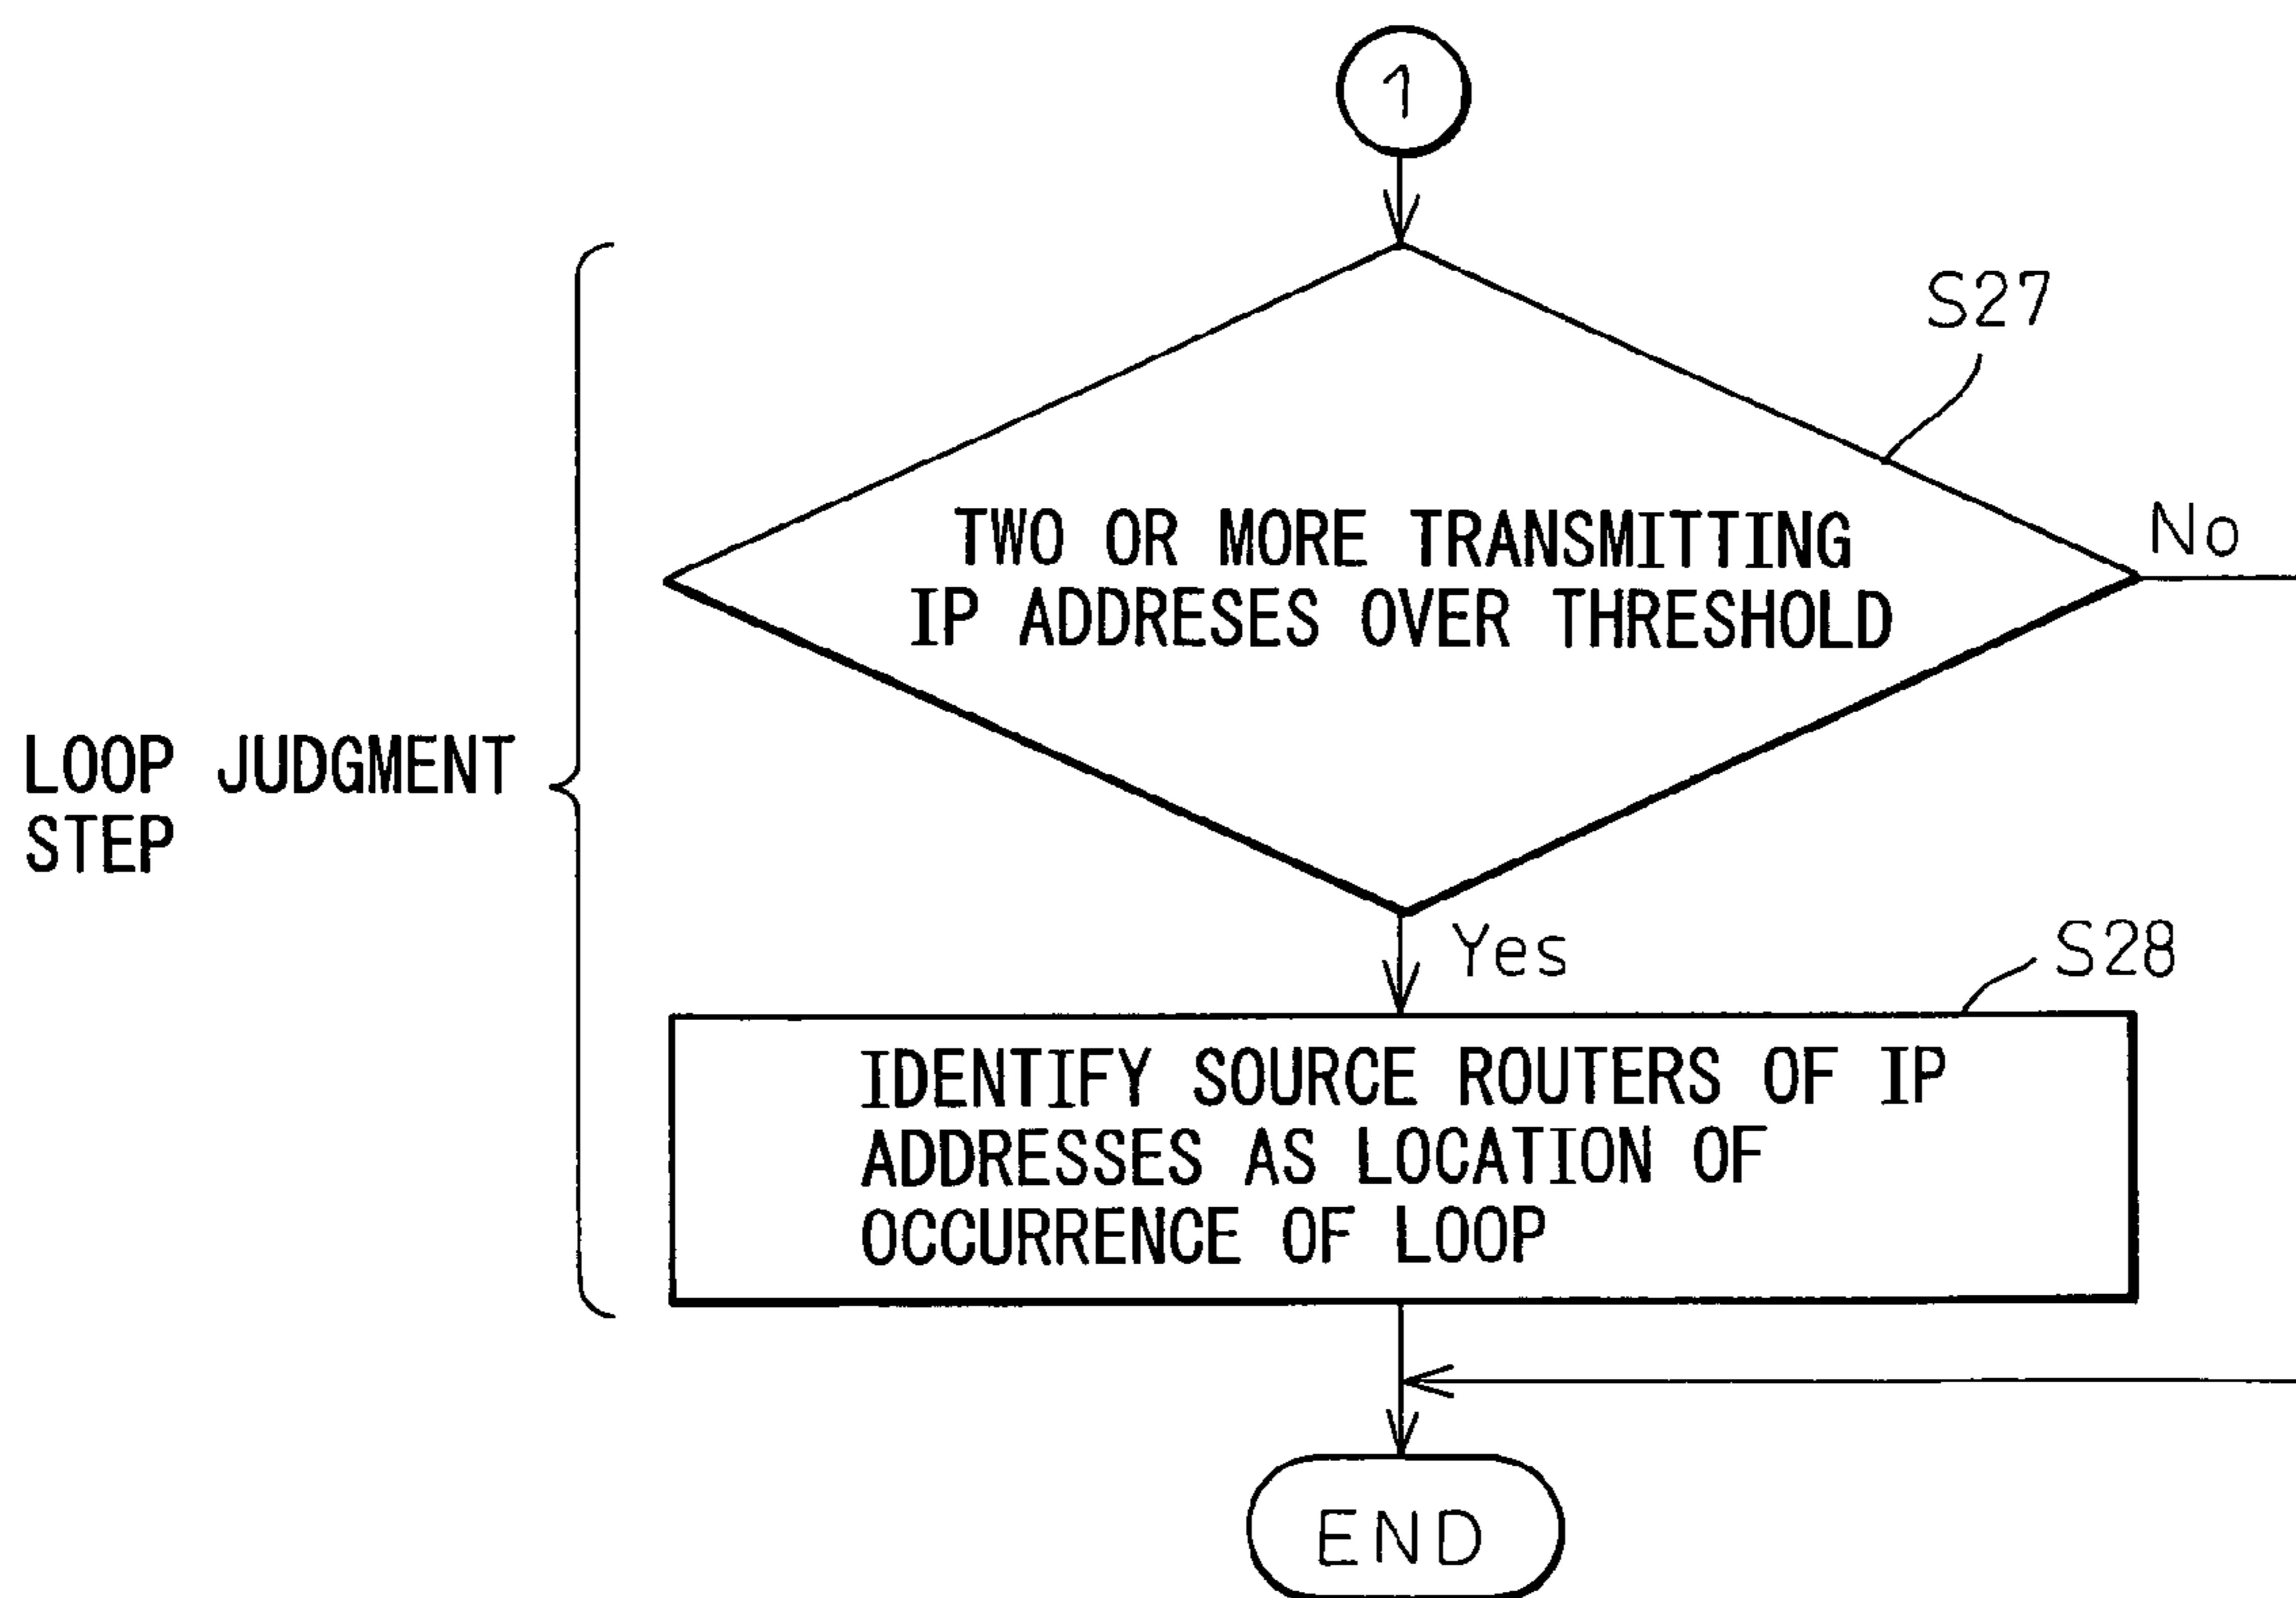 1
S27
TWO OR MORE TRANSMITTING
IP ADDRESES OVER THRESHOLD
No
LOOP JUDGMENT
STEP
Yes
S28
IDENTIFY SOURCE ROUTERS OF IP
ADDRESSES AS LOCATION OF
OCCURRENCE OF LOOP
END